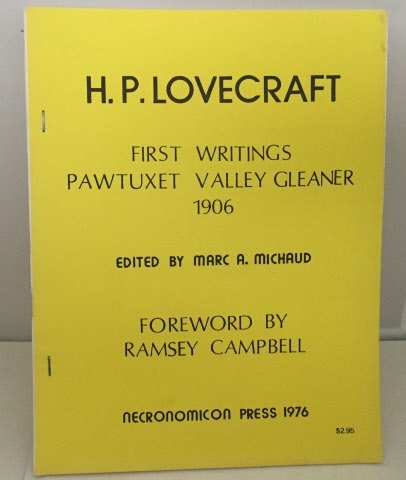 H. P. LOVECRAFT
FIRST WRITINGS
PAWTUXET VALLEY GLEANER
1906
EDITED BY MARC A. MICHAUD
FOREWORD BY
RAMSEY CAMPBELL
NECRONOMICON PRESS 1976
$2.95